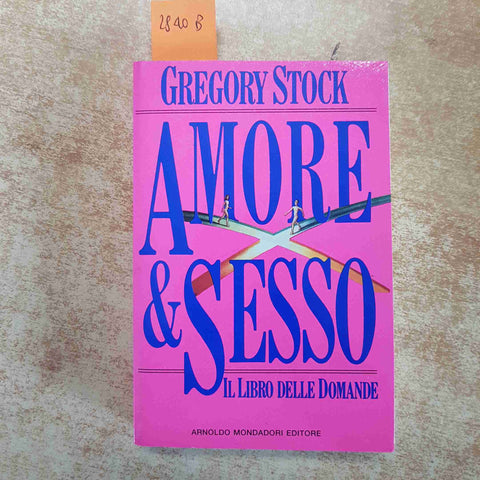 2840 B
GREGORY STOCK
AMORE
& SESSO
IL LIBRO DELLE DOMANDE
ARNOLDO MONDADORI EDITORE